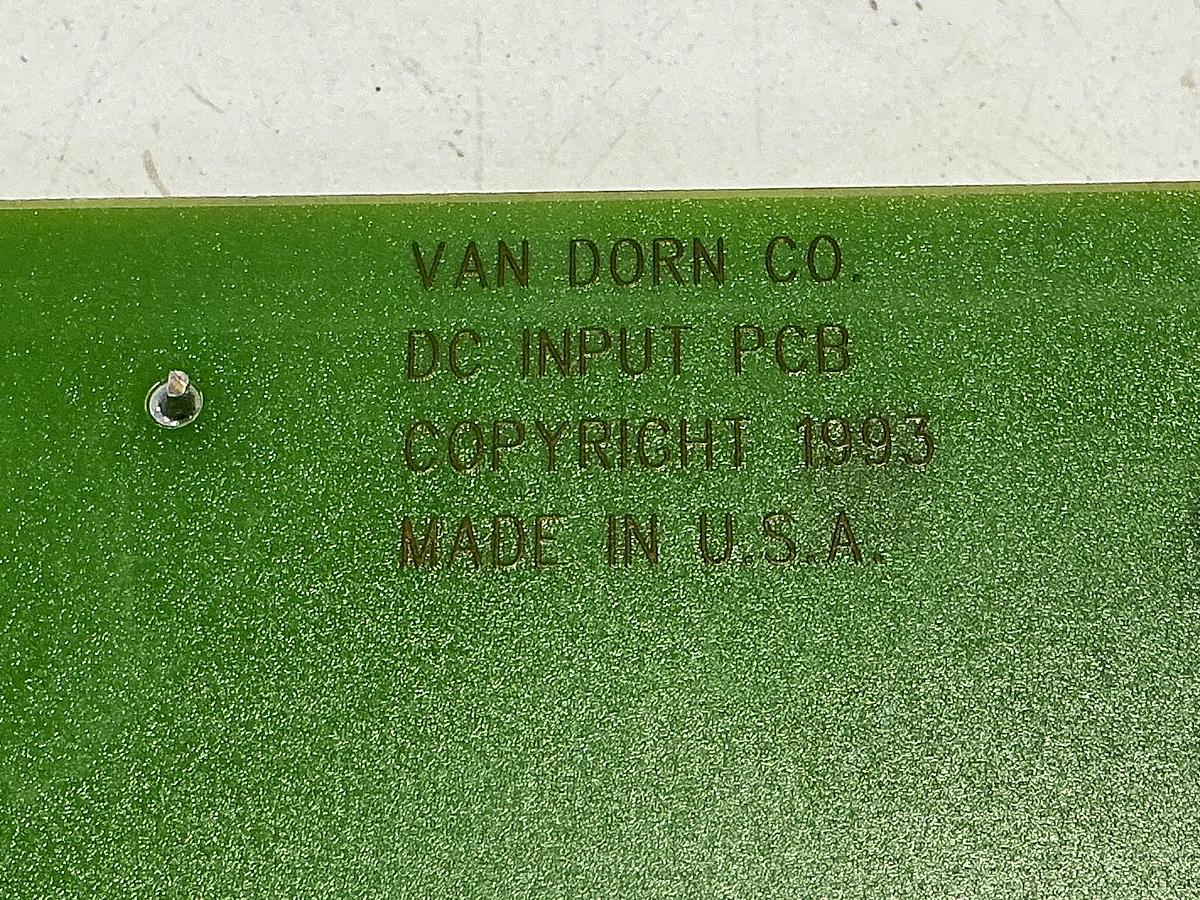 VAN DORN CO.
DC INPUT PCB
COPYRIGHT 1993
MADE IN U.S.A.